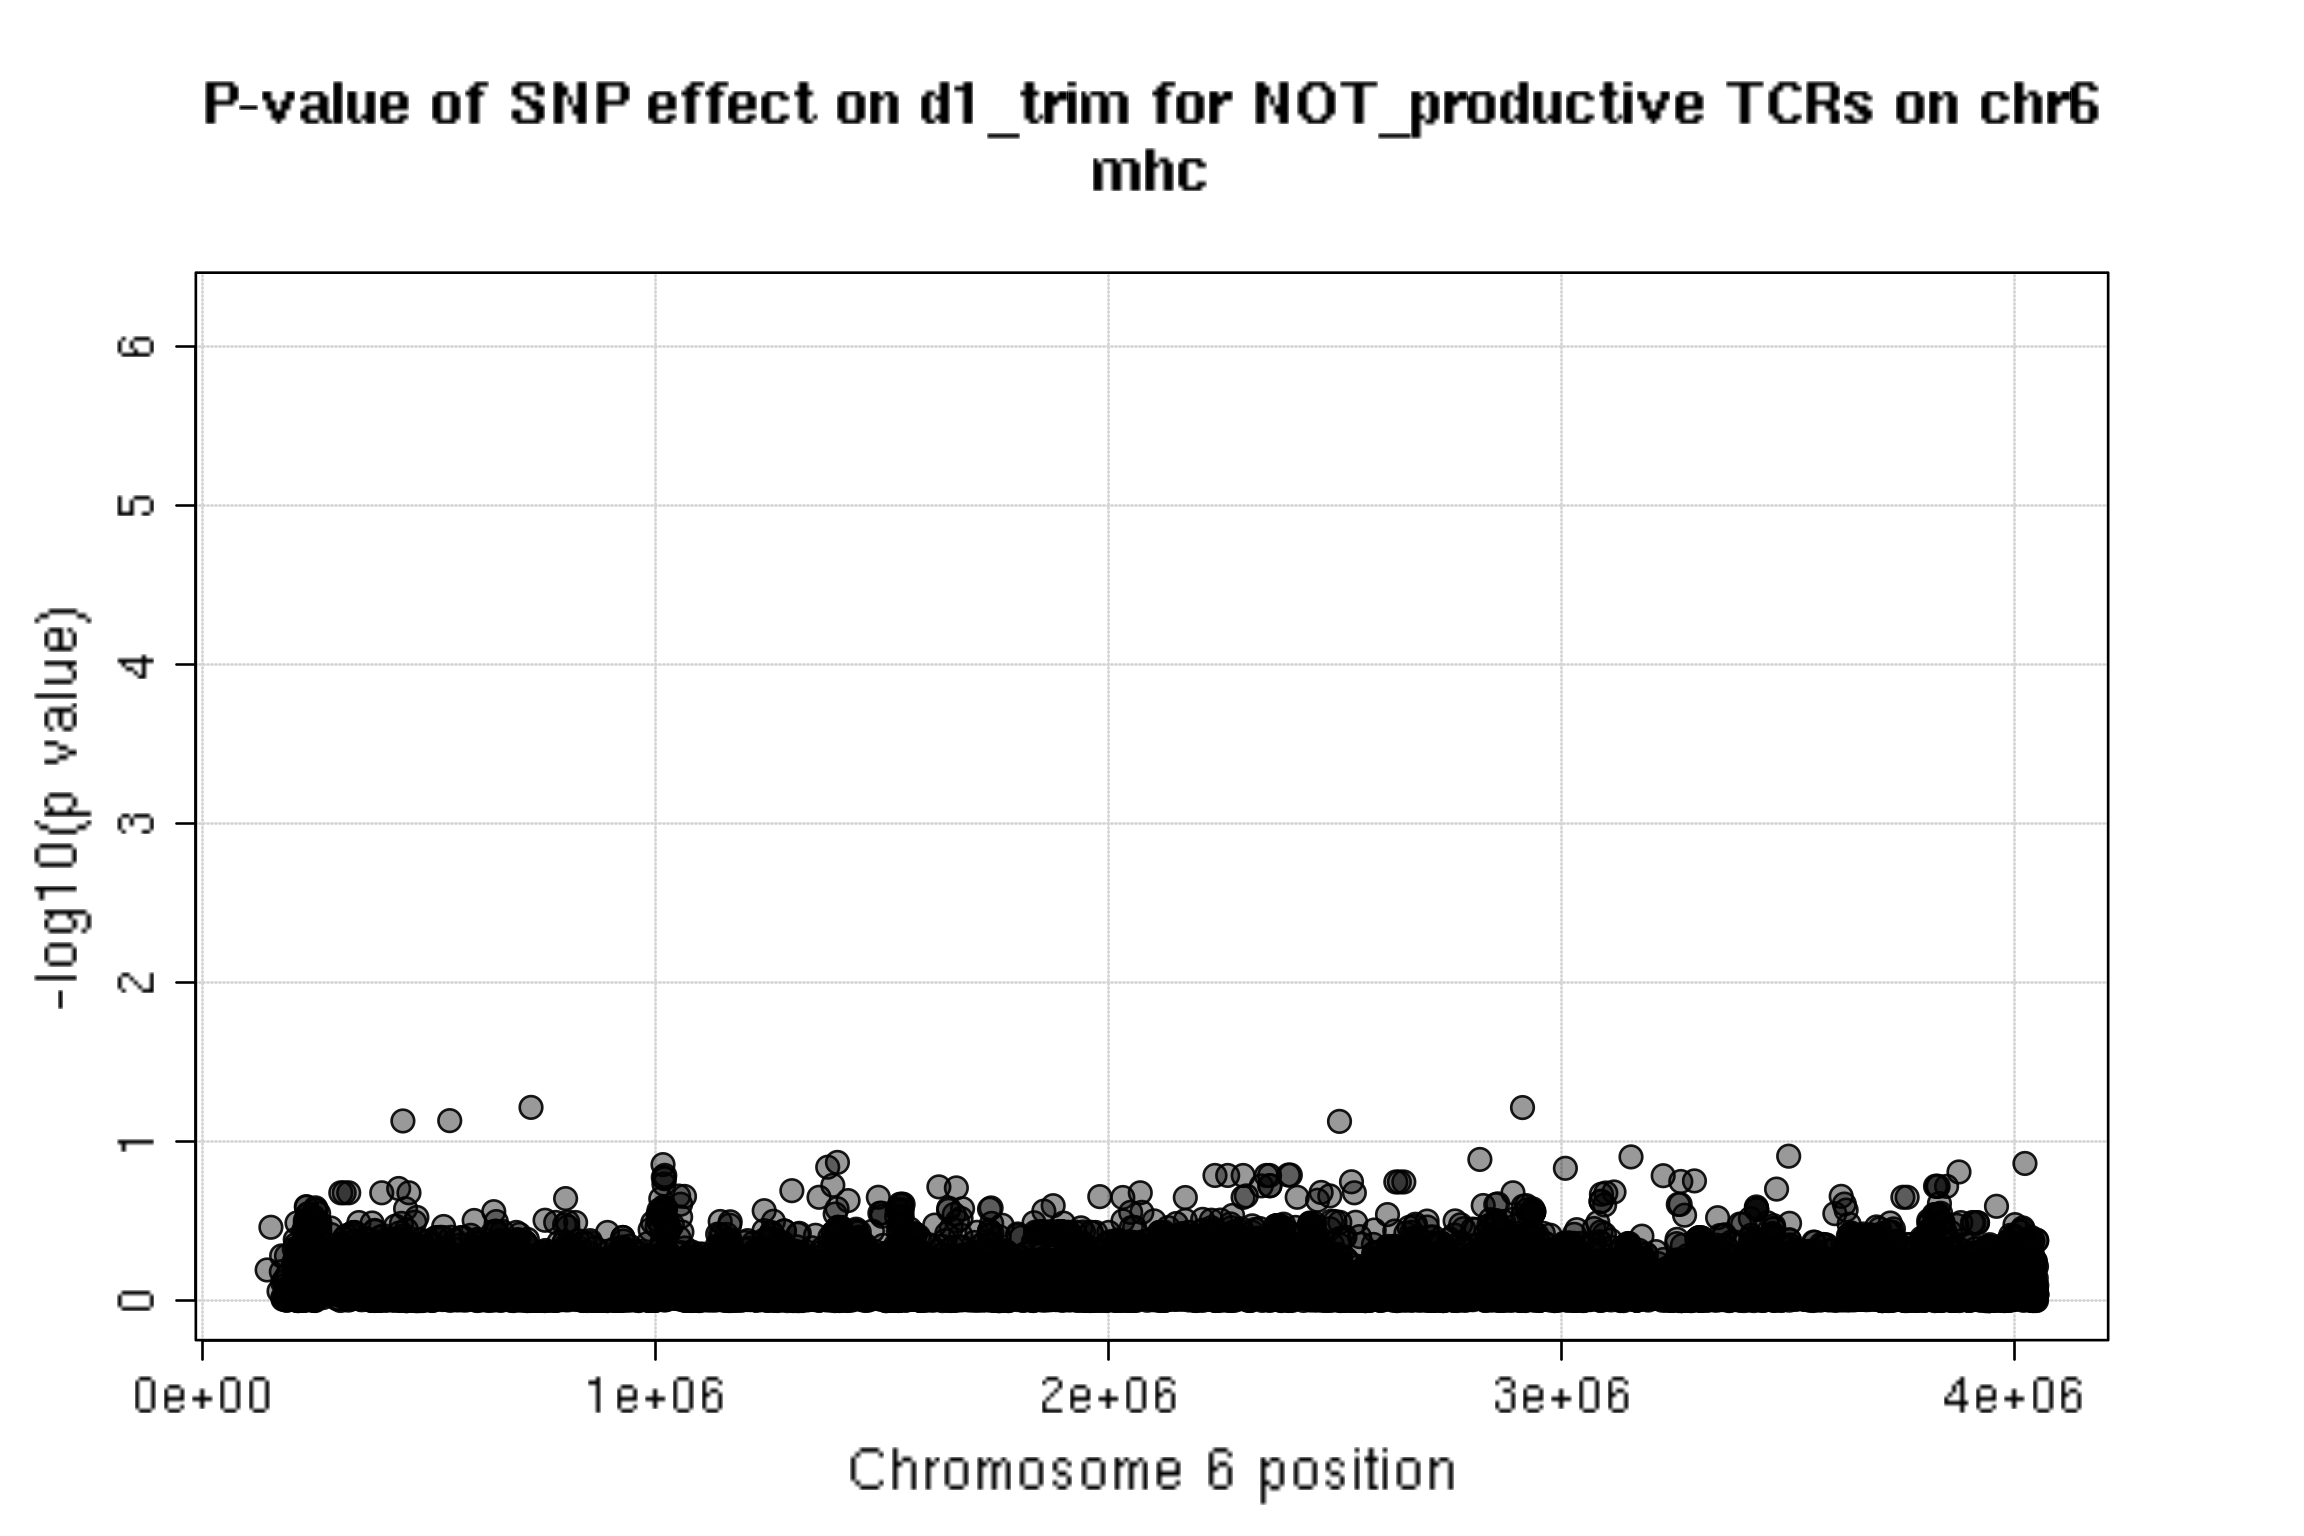 P-value of SNP effect on d1_trim for NOT_productive TCRs on chr6
mhc
6
5
4
3
2
1
0
-log10(p value)
0e+00 1e+06 2e+06 3e+06 4e+06
Chromosome 6 position